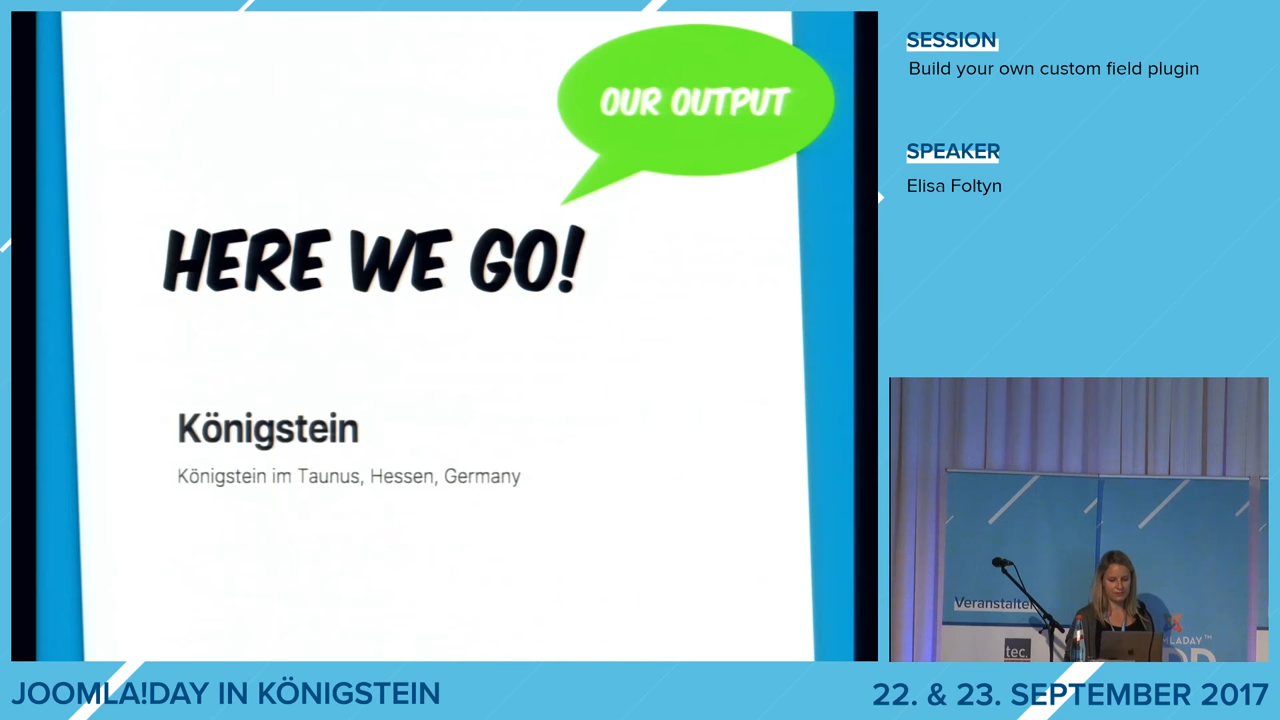 OUR OUTPUT
HERE WE GO!
Königstein
Königstein im Taunus, Hessen, Germany
SESSION
Build your own custom field plugin
SPEAKER
Elisa Foltyn
Veranstalter
tec.
JOOMLA!DAY IN KÖNIGSTEIN
22. & 23. SEPTEMBER 2017